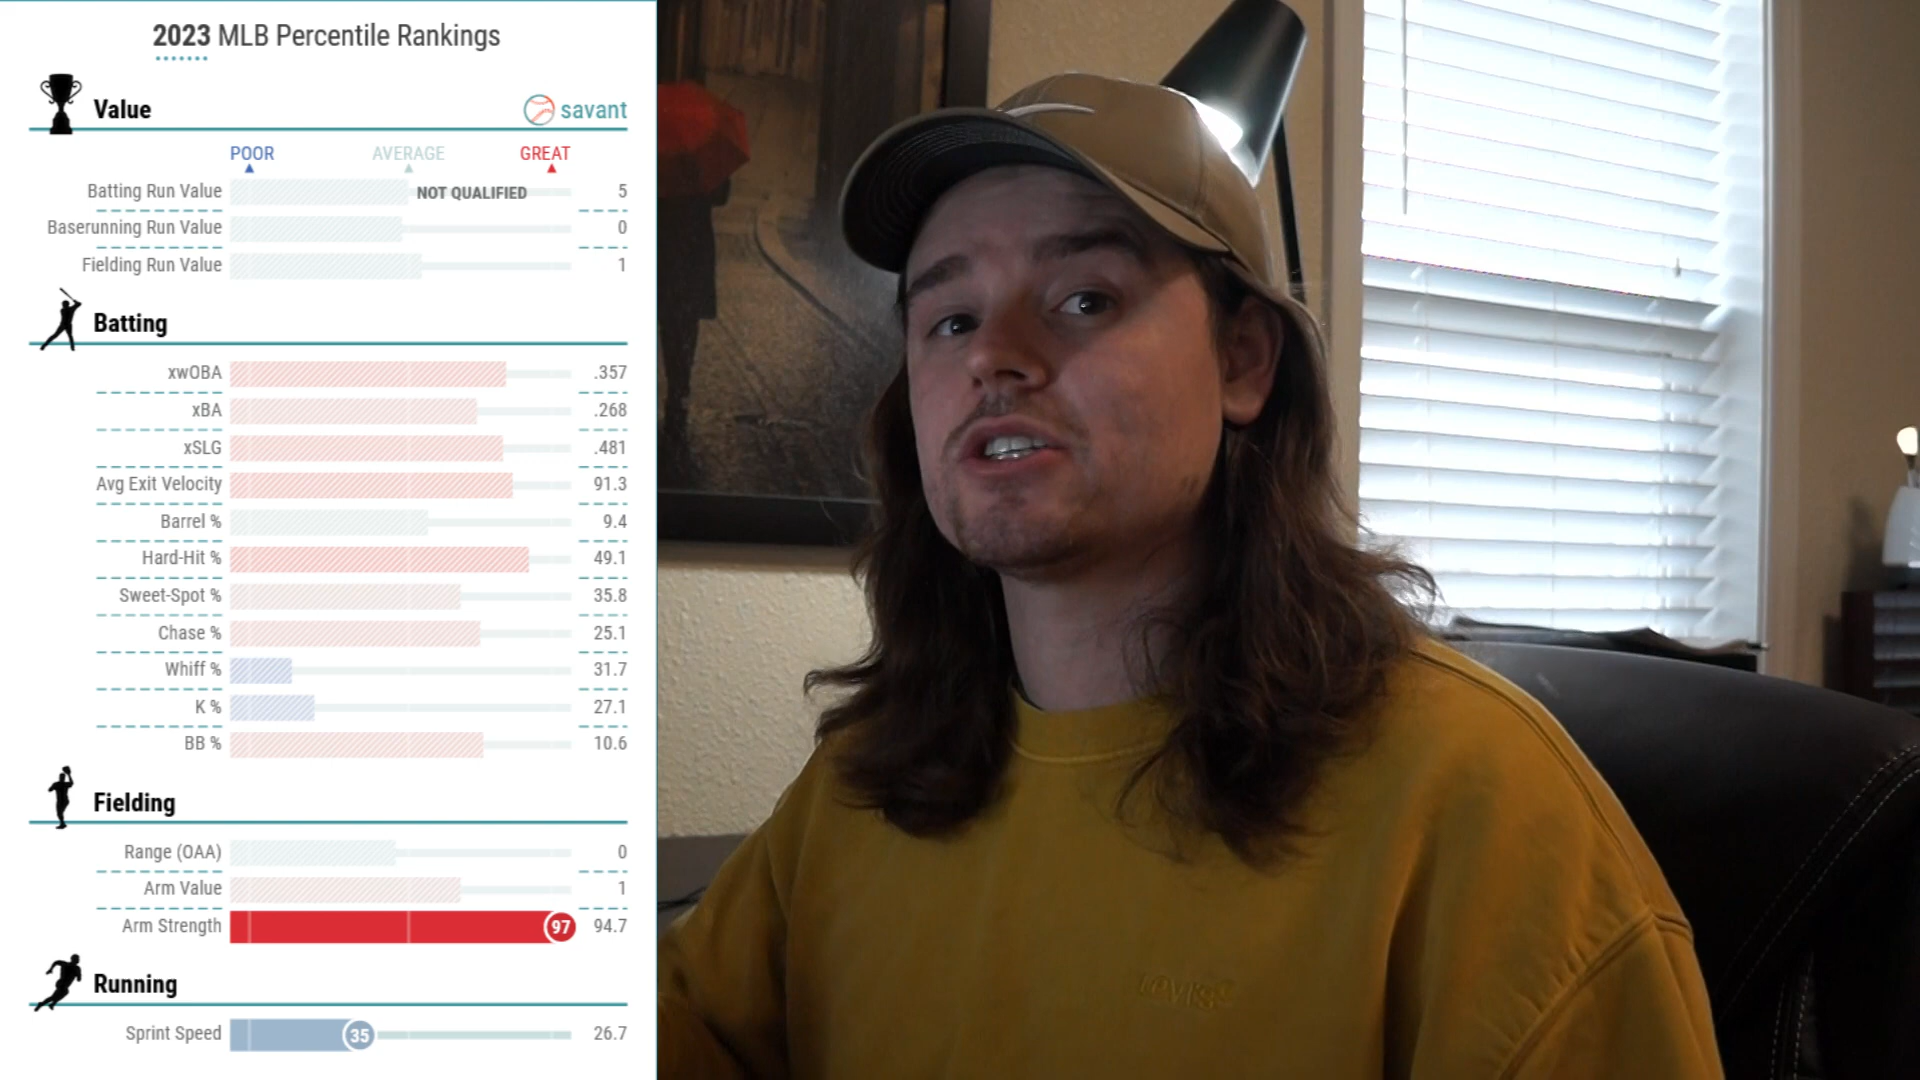 2023 MLB Percentile Rankings
Value
savant
POOR AVERAGE GREAT
Batting Run Value NOT QUALIFIED 5
Baserunning Run Value 0
Fielding Run Value 1
Batting
xwOBA .357
xBA .268
xSLG .481
Avg Exit Velocity 91.3
Barrel % 9.4
Hard-Hit % 49.1
Sweet-Spot % 35.8
Chase % 25.1
Whiff % 31.7
K % 27.1
BB % 10.6
Fielding
Range (OAA) 0
Arm Value 1
Arm Strength 97 94.7
Running
Sprint Speed 35 26.7
Levi's